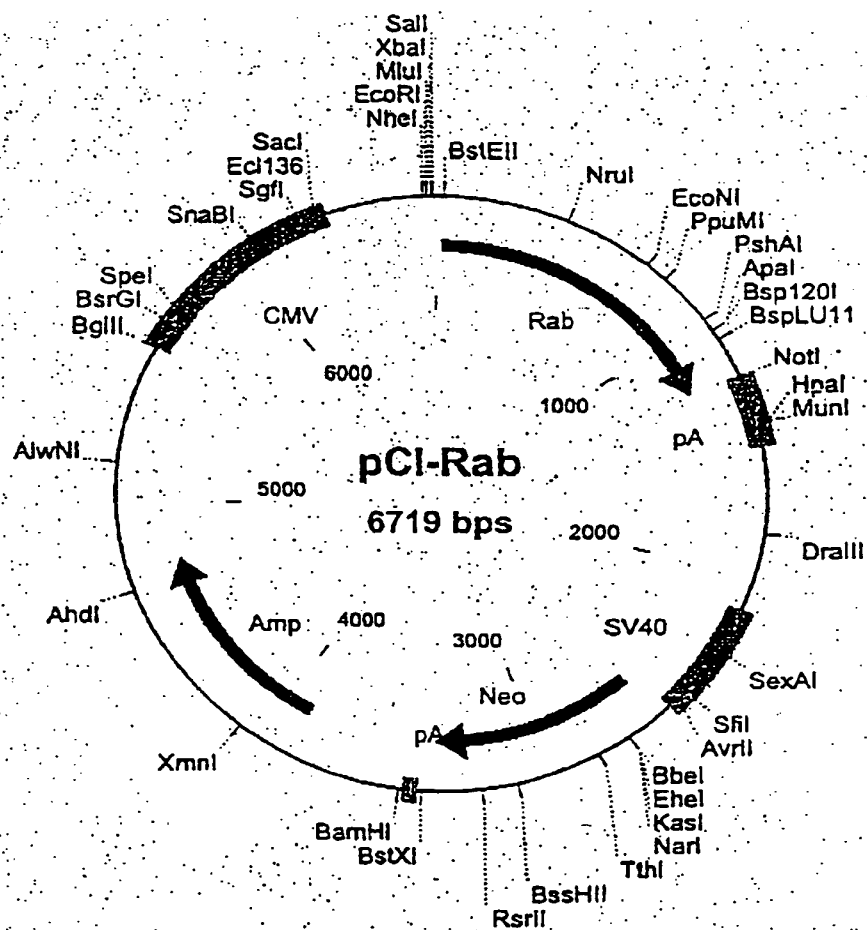 SalI
XbaI
MluI
EcoRI
NheI
BstEII
SacI
Ecl136
SgfI
SnaBI
SpeI
BsrGI
BglII
NruI
EcoNI
PpuMI
PshAI
ApaI
Bsp120I
BspLU11
NotI
HpaI
MunI
CMV
Rab
6000
1000
pA
AlwNI
pCI-Rab
6719 bps
5000
2000
DraIII
AhdI
Amp
4000
3000
SV40
Neo
SexAI
SfiI
AvrII
pA
XmnI
BbeI
EheI
KasI
NarI
TthI
BamHI
BstXI
BssHII
RsrII